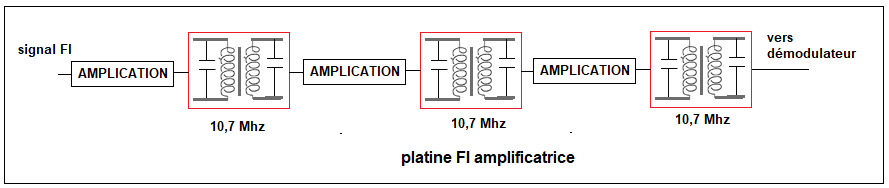 signal FI
AMPLICATION
AMPLICATION
AMPLICATION
vers
démodulateur
10,7 Mhz
10,7 Mhz
10,7 Mhz
platine FI amplificatrice